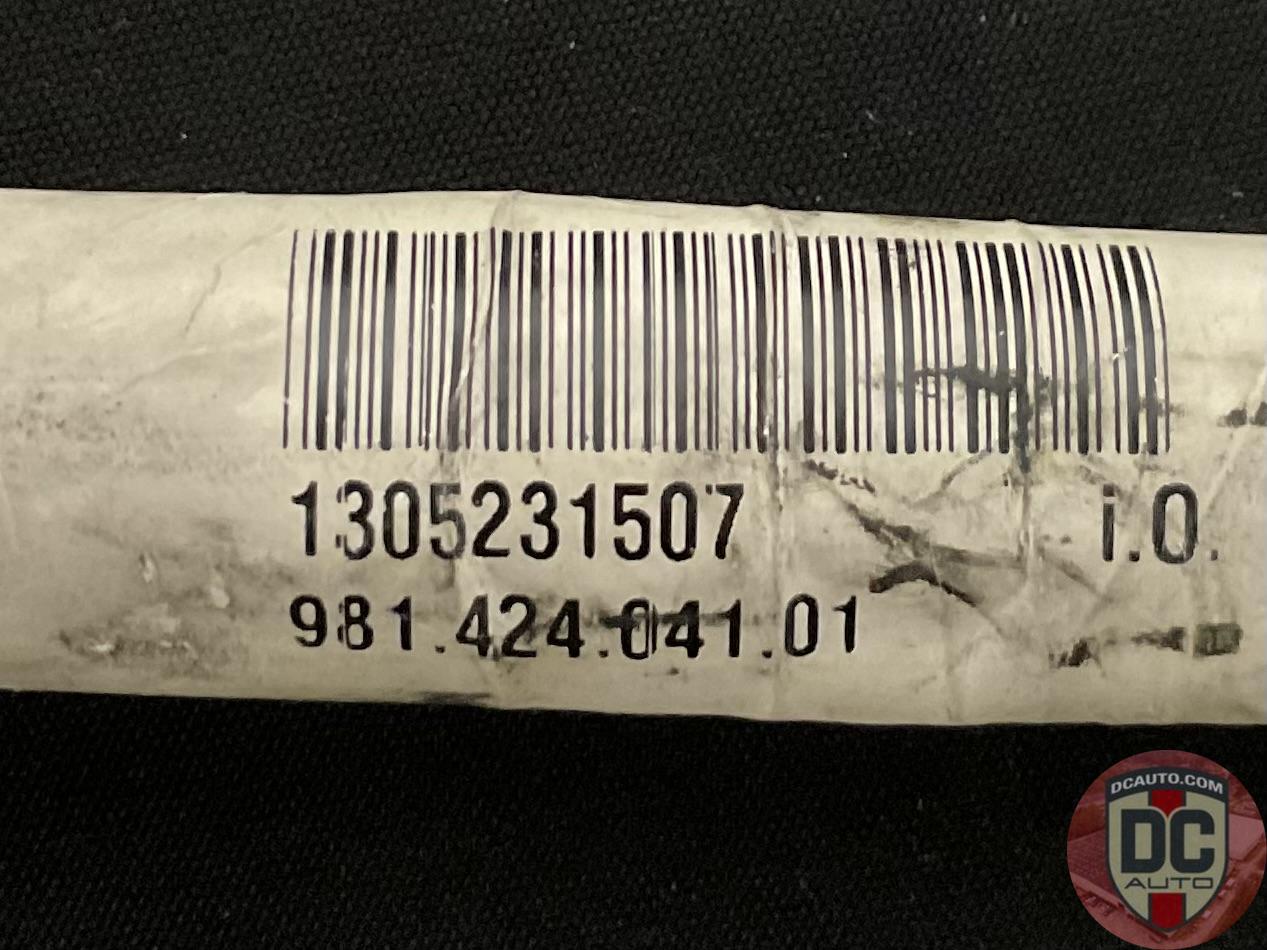 1305231507 i.O.
981.424.041.01
DCAUTO.COM
DC
AUTO